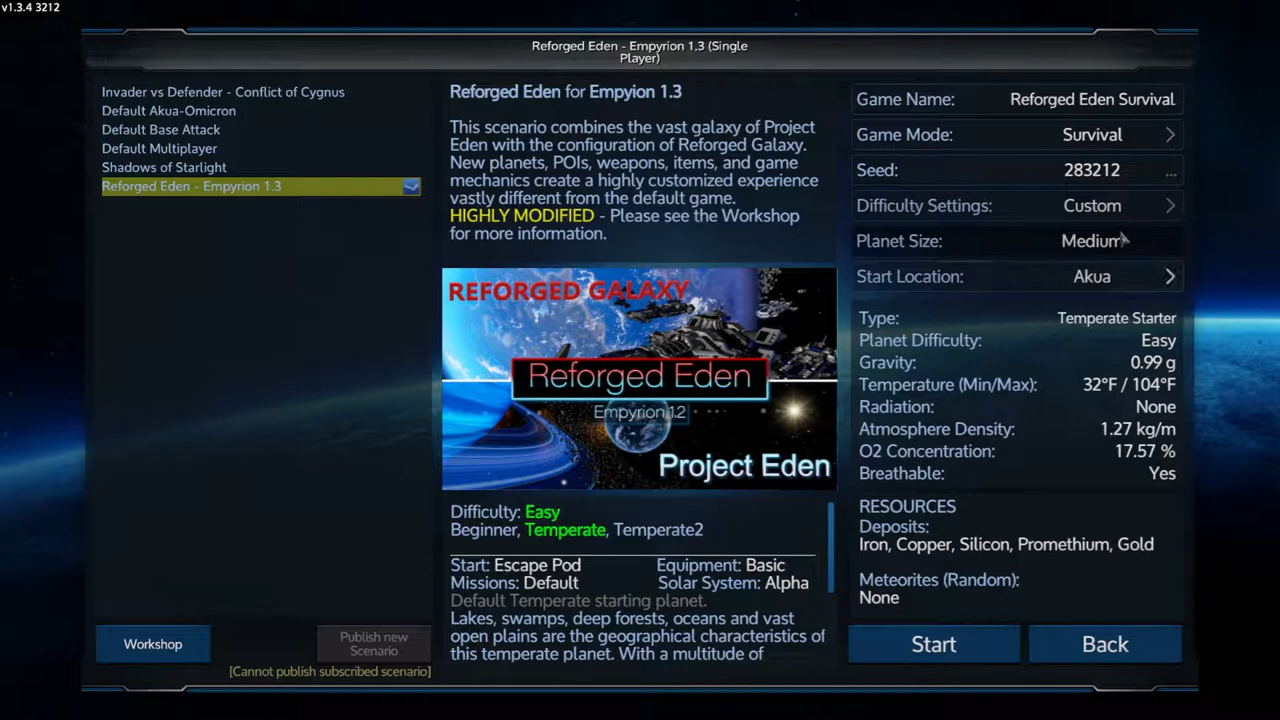 v1.3.4 3212
Reforged Eden - Empyrion 1.3 (Single
Player)
Invader vs Defender - Conflict of Cygnus
Default Akua-Omicron
Default Base Attack
Default Multiplayer
Shadows of Starlight
Reforged Eden - Empyrion 1.3
Workshop
Publish new
Scenario
[Cannot publish subscribed scenario]
Reforged Eden for Empyion 1.3
This scenario combines the vast galaxy of Project
Eden with the configuration of Reforged Galaxy.
New planets, POIs, weapons, items, and game
mechanics create a highly customized experience
vastly different from the default game.
HIGHLY MODIFIED - Please see the Workshop
for more information.
REFORGED GALAXY
Reforged Eden
Empyrion 1.2
Project Eden
Difficulty: Easy
Beginner, Temperate, Temperate2
Start: Escape Pod Equipment: Basic
Missions: Default Solar System: Alpha
Default Temperate starting planet.
Lakes, swamps, deep forests, oceans and vast
open plains are the geographical characteristics of
this temperate planet. With a multitude of
Game Name: Reforged Eden Survival
Game Mode: Survival
Seed: 283212 ...
Difficulty Settings: Custom
Planet Size: Medium
Start Location: Akua
Type: Temperate Starter
Planet Difficulty: Easy
Gravity: 0.99 g
Temperature (Min/Max): 32°F / 104°F
Radiation: None
Atmosphere Density: 1.27 kg/m
O2 Concentration: 17.57 %
Breathable: Yes
RESOURCES
Deposits:
Iron, Copper, Silicon, Promethium, Gold
Meteorites (Random):
None
Start
Back